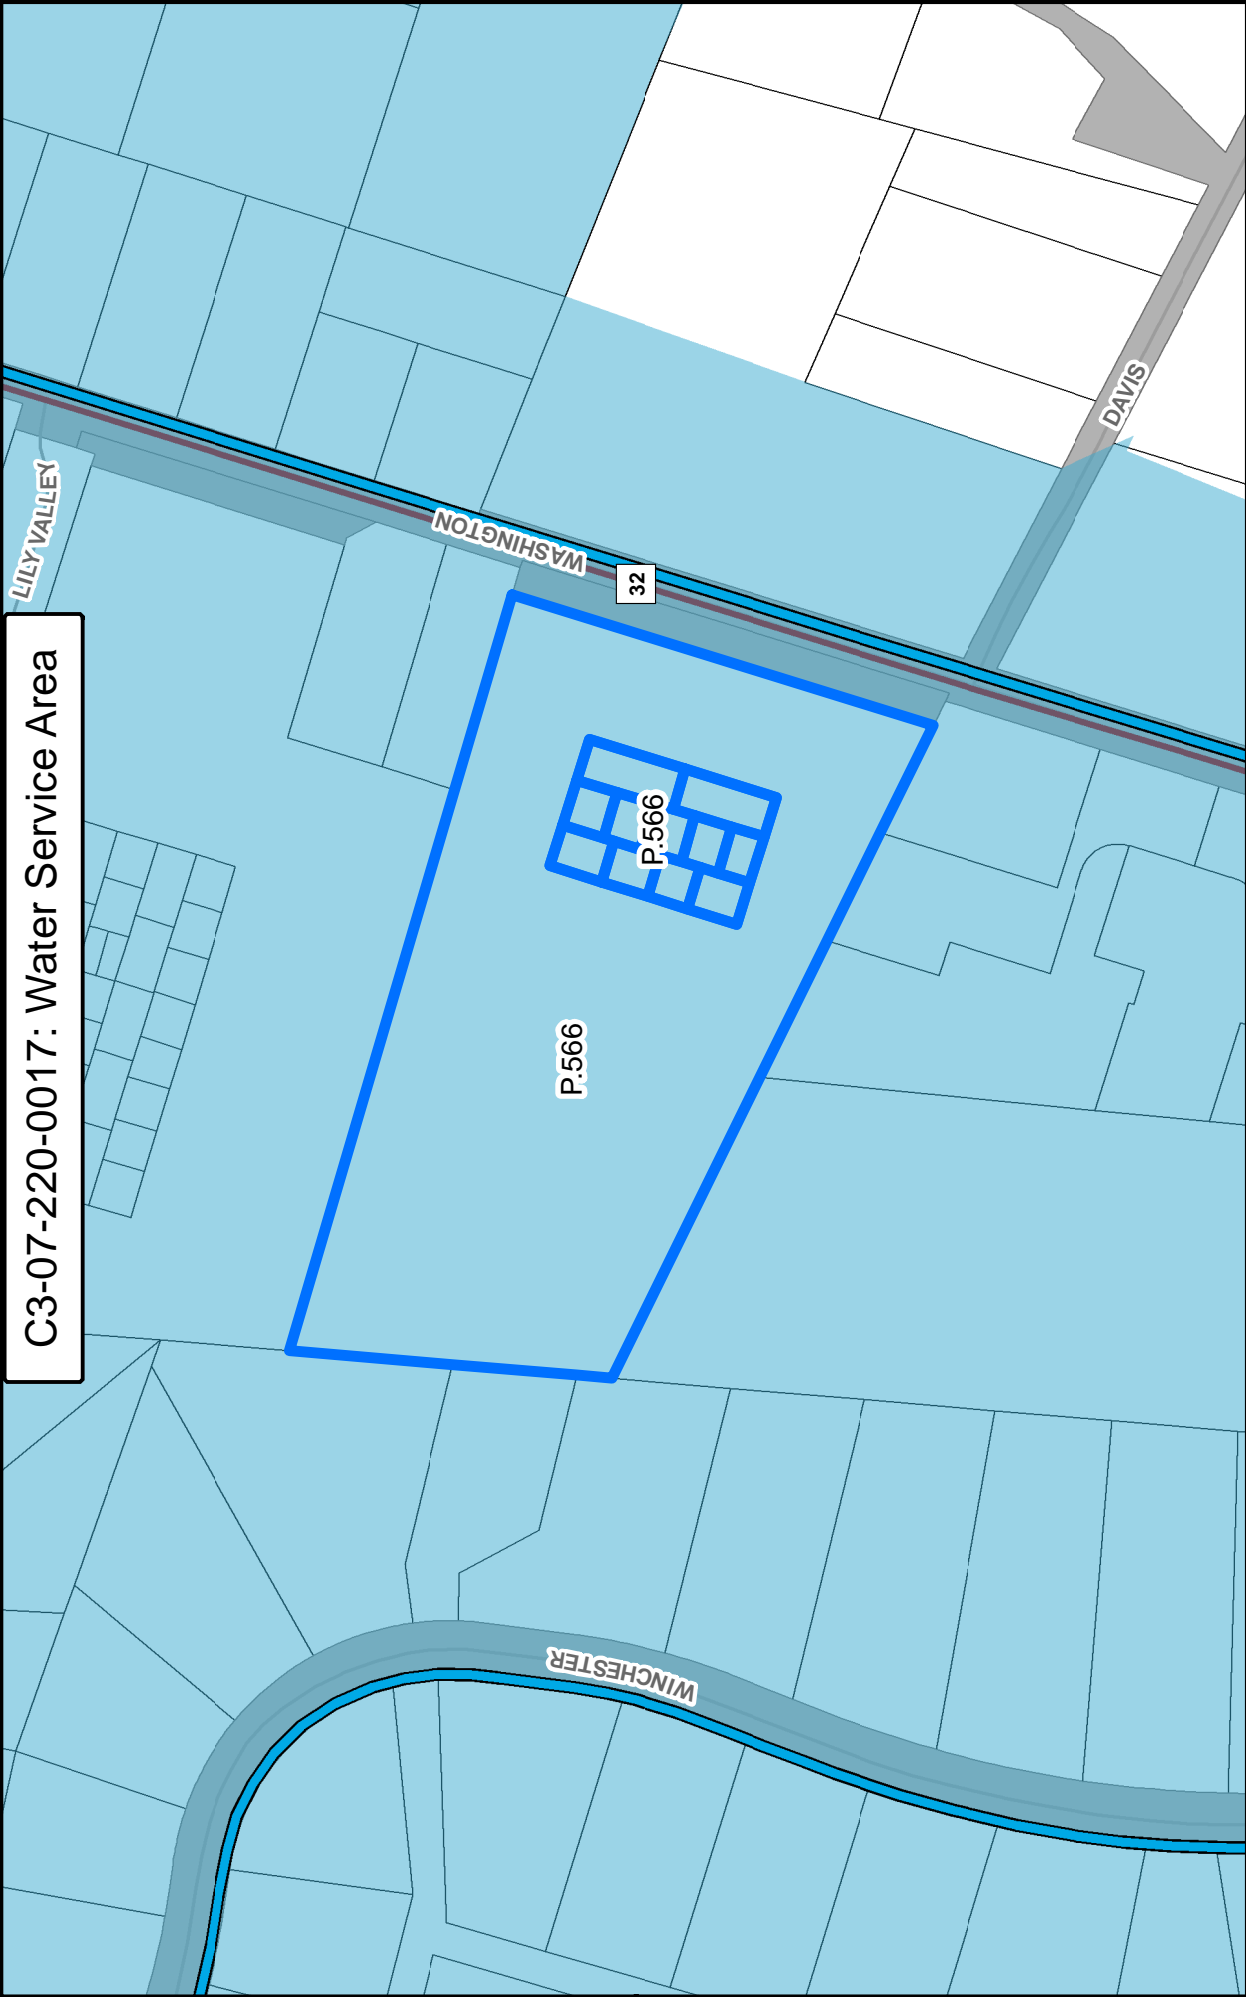 C3-07-220-0017: Water Service Area
LILY VALLEY
WASHINGTON
32
DAVIS
P.566
P.566
WINCHESTER